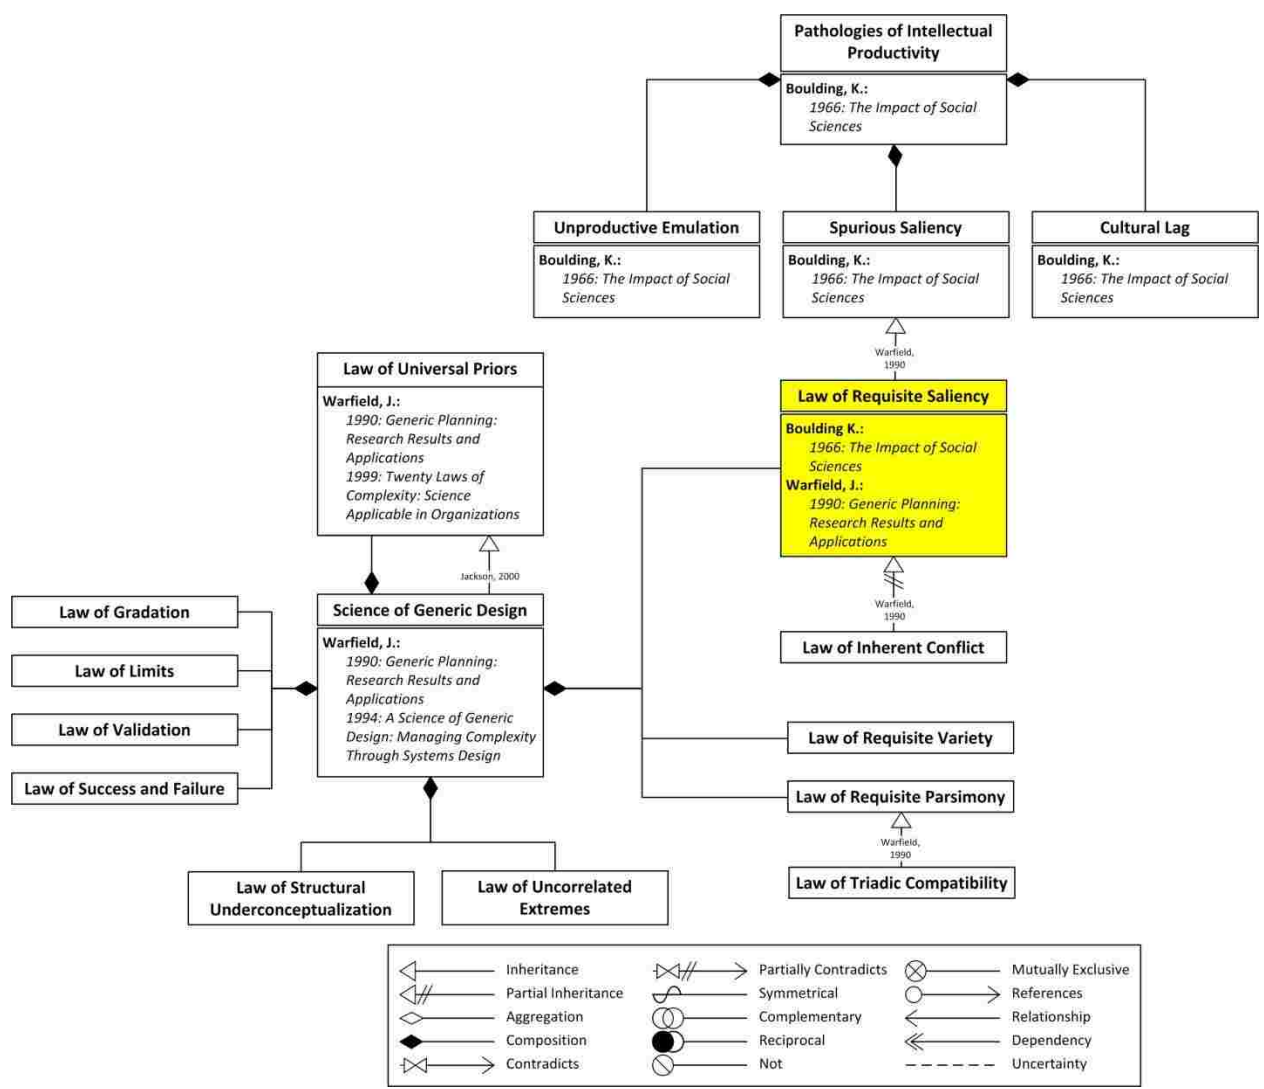 Pathologies of Intellectual
Productivity
Boulding, K.:
1966: The Impact of Social
Sciences
Unproductive Emulation
Boulding, K.:
1966: The Impact of Social
Sciences
Spurious Saliency
Boulding, K.:
1966: The Impact of Social
Sciences
Cultural Lag
Boulding, K.:
1966: The Impact of Social
Sciences
Warfield,
1990
Law of Universal Priors
Warfield, J.:
1990: Generic Planning:
Research Results and
Applications
1999: Twenty Laws of
Complexity: Science
Applicable in Organizations
Law of Requisite Saliency
Boulding K.:
1966: The Impact of Social
Sciences
Warfield, J.:
1990: Generic Planning:
Research Results and
Applications
Jackson, 2000
Warfield,
1990
Law of Gradation
Law of Limits
Law of Validation
Law of Success and Failure
Science of Generic Design
Warfield, J.:
1990: Generic Planning:
Research Results and
Applications
1994: A Science of Generic
Design: Managing Complexity
Through Systems Design
Law of Inherent Conflict
Law of Requisite Variety
Law of Requisite Parsimony
Warfield,
1990
Law of Triadic Compatibility
Law of Structural
Underconceptualization
Law of Uncorrelated
Extremes
Inheritance
Partial Inheritance
Aggregation
Composition
Contradicts
Partially Contradicts
Symmetrical
Complementary
Reciprocal
Not
Mutually Exclusive
References
Relationship
Dependency
Uncertainty